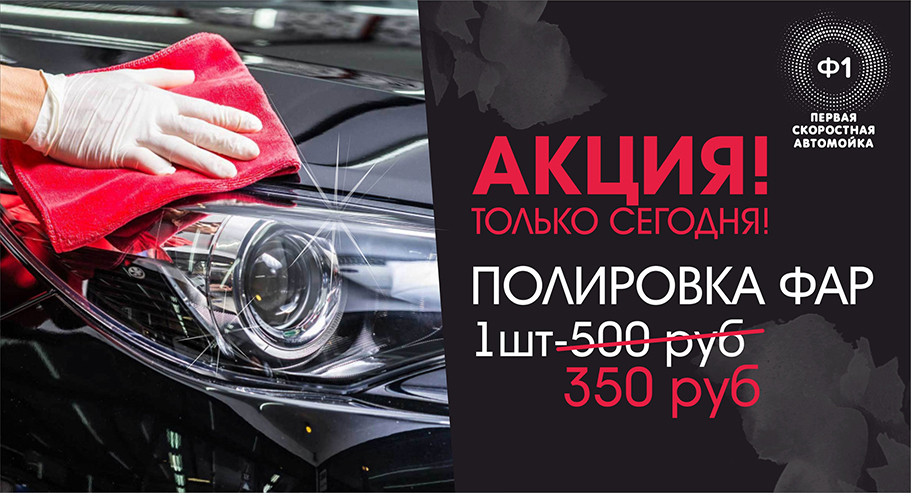 Ф1
ПЕРВАЯ
СКОРОСТНАЯ
АВТОМОЙКА
АКЦИЯ!
ТОЛЬКО СЕГОДНЯ!
ПОЛИРОВКА ФАР
1шт-500 руб
350 руб